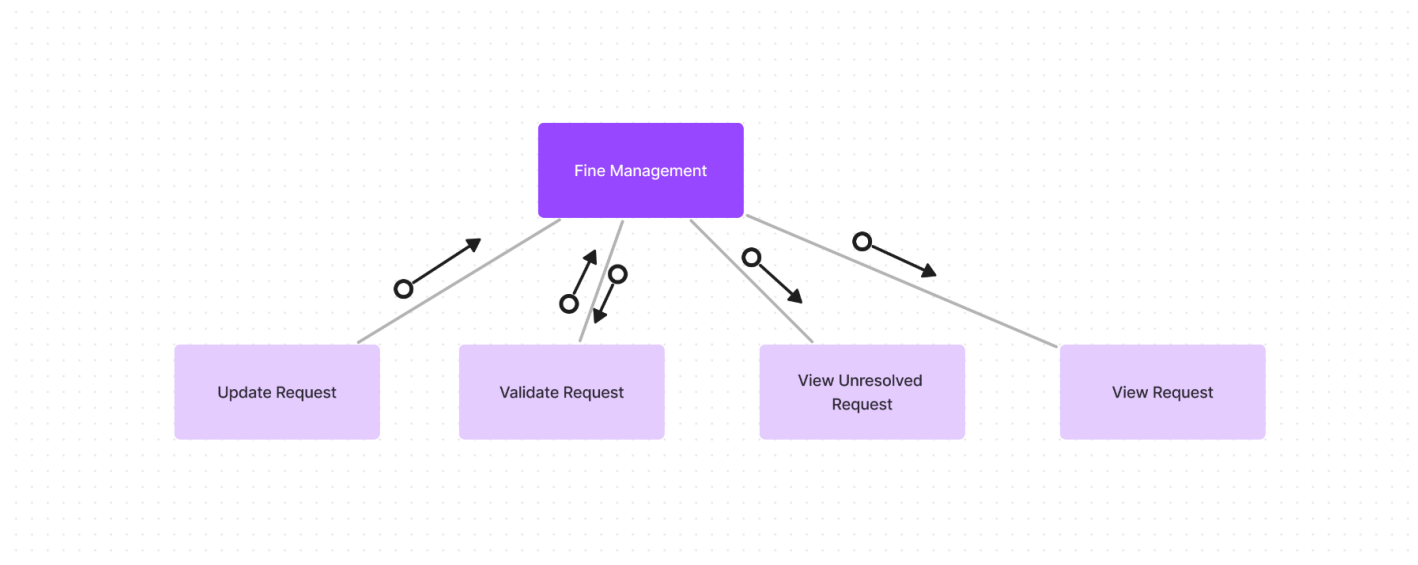 Fine Management
Update Request
Validate Request
View Unresolved
Request
View Request